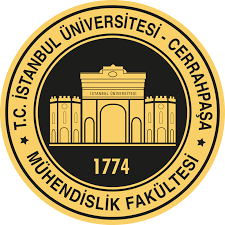 T.C. İSTANBUL ÜNİVERSİTESİ - CERRAHPAŞA
İSTANBUL ÜNİVERSİTESİ
1774
MÜHENDİSLİK FAKÜLTESİ